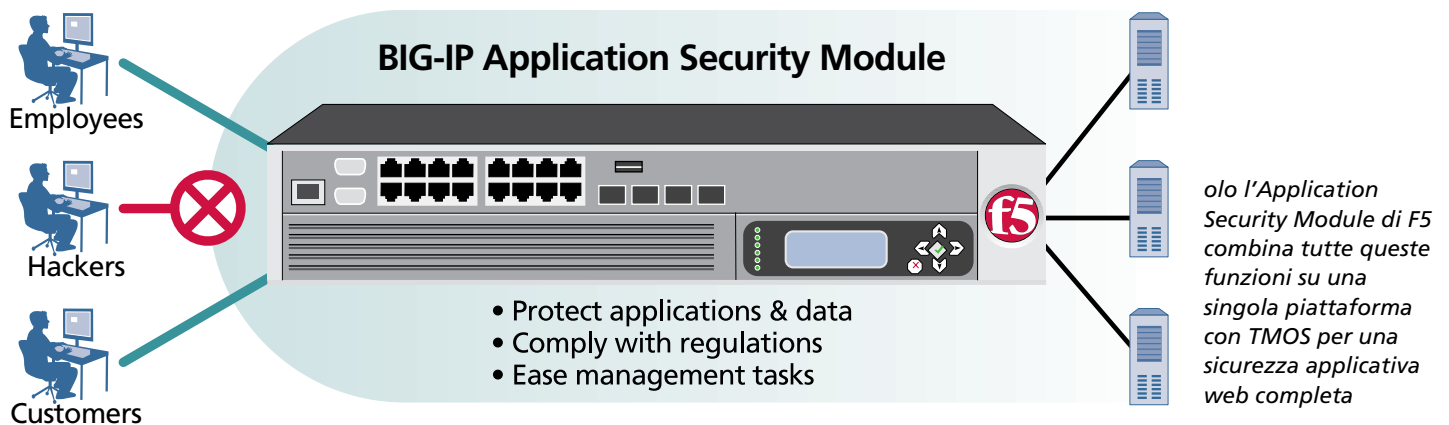 BIG-IP Application Security Module
Employees
Hackers
Customers
f5
• Protect applications & data
• Comply with regulations
• Ease management tasks
olo l'Application
Security Module di F5
combina tutte queste
funzioni su una
singola piattaforma
con TMOS per una
sicurezza applicativa
web completa